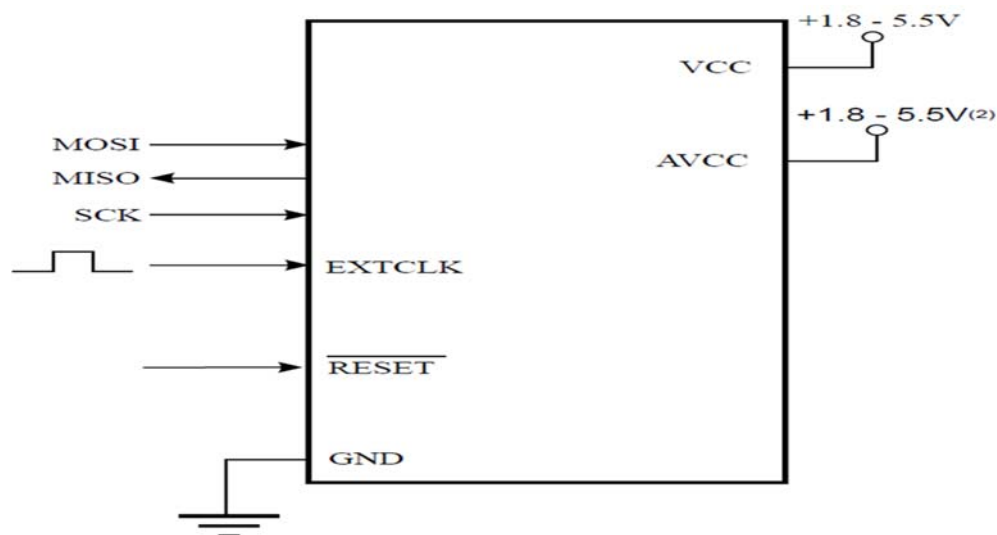 +1.8 - 5.5V
VCC
+1.8 - 5.5V(2)
MOSI
AVCC
MISO
SCK
EXTCLK
RESET
GND